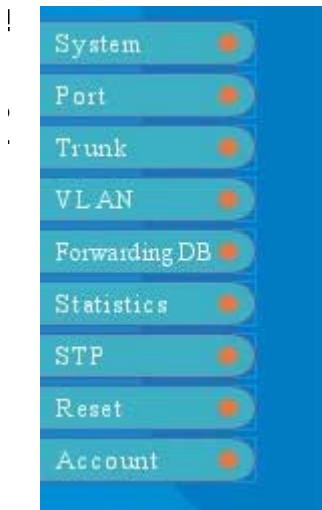 System
Port
Trunk
VLAN
Forwarding DB
Statistics
STP
Reset
Account